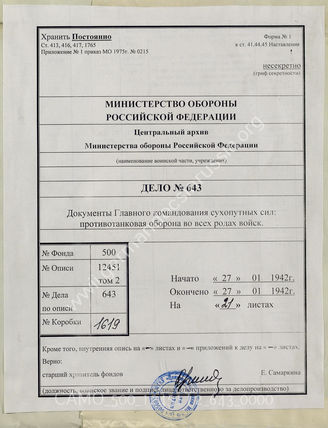 Хранить Постоянно
Ст. 413, 416, 417, 1765
Приложение № 1 приказ МО 1975г. № 0215
Форма № 1
к ст. 41,44,45 Наставления
несекретно
(гриф секретности)
МИНИСТЕРСТВО ОБОРОНЫ
РОССИЙСКОЙ ФЕДЕРАЦИИ
Центральный архив
Министерства обороны Российской Федерации
(наименование воинской части, учреждения)
ДЕЛО № 643
Документы Главного командования сухопутных сил:
противотанковая оборона во всех родах войск.
№ Фонда 500
№ Описи 12451
том 2
№ Дела 643
по описи
№ Коробки 1619
Начато « 27 » 01 1942г.
Окончено « 27 » 01 1942г.
На « 21 » листах
Кроме того, внутренняя опись на «–» листах и «–» приложений к делу на «–» листах.
Верно:
старший хранитель фондов Е. Самаркина
(должность, воинское звание и подпись ответственного за делопроизводство)